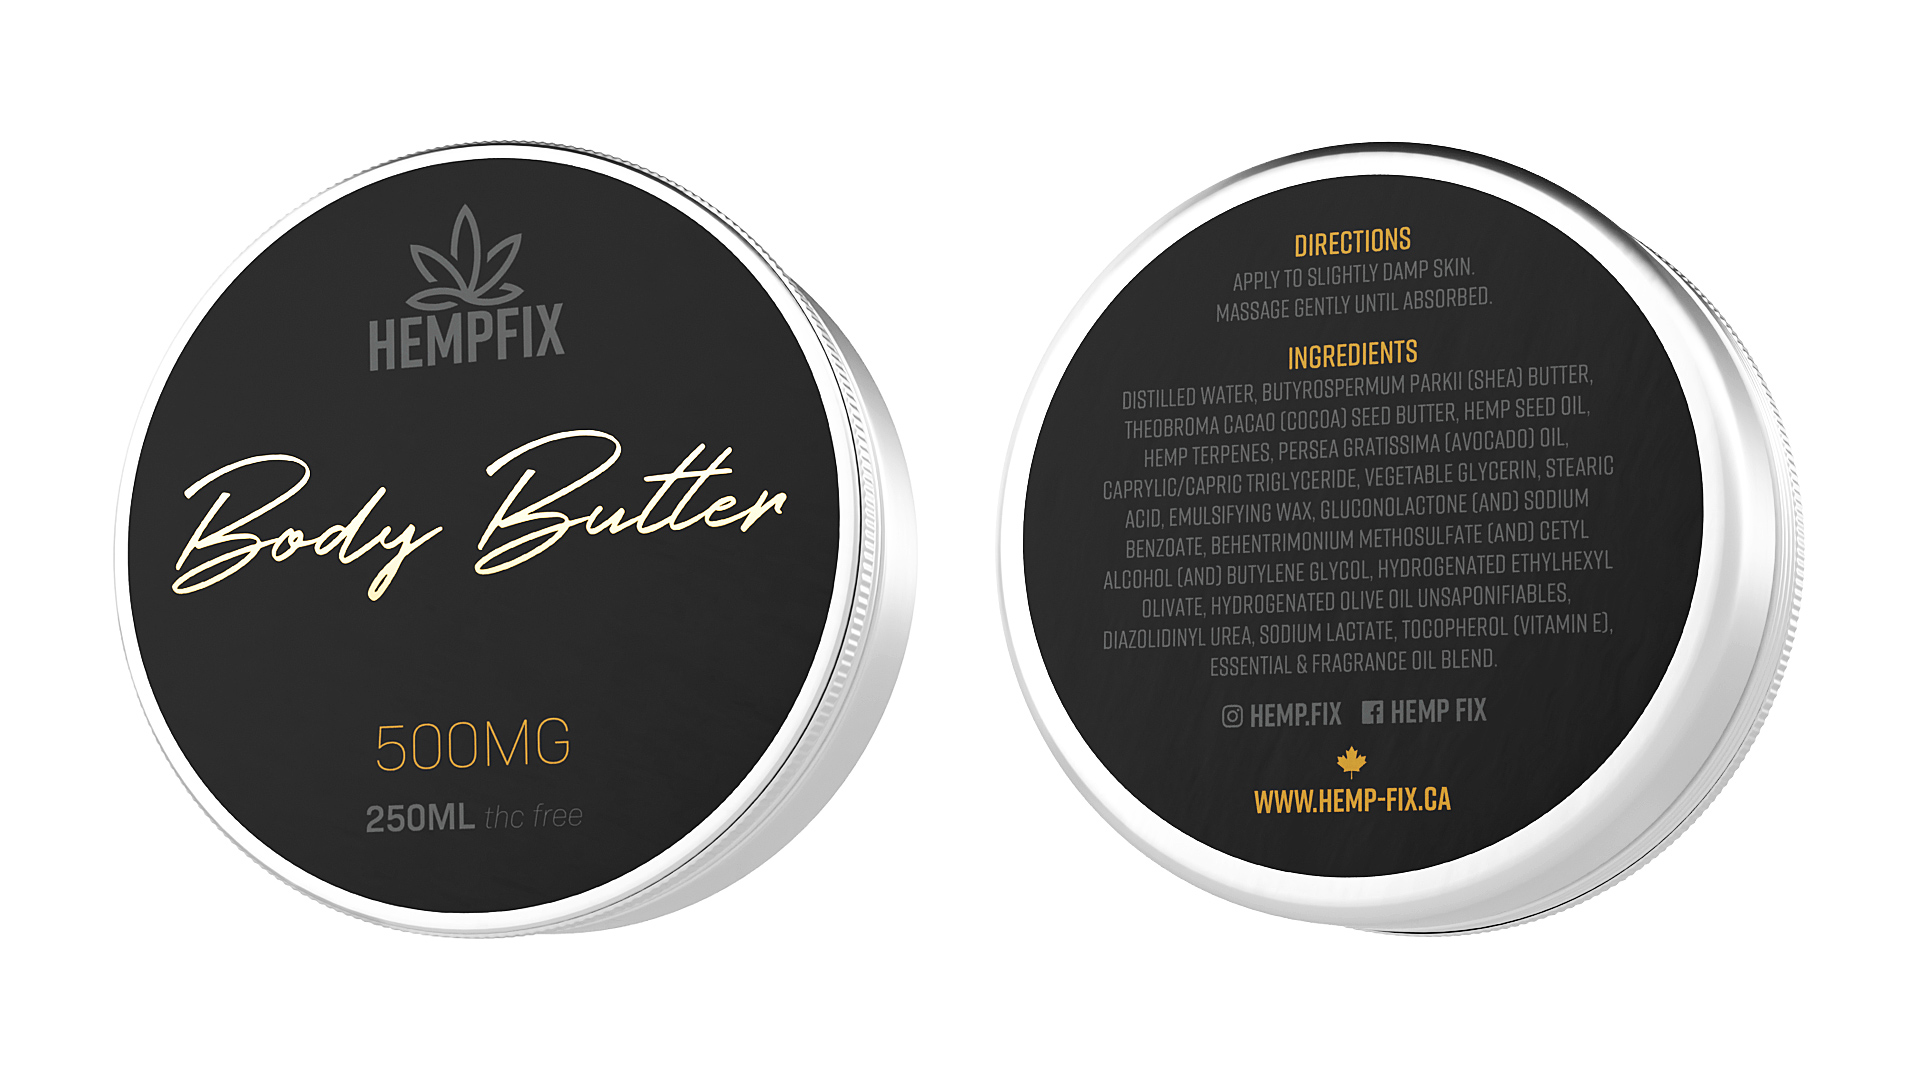 HEMPFIX
Body Butter
500MG
250ML thc free
DIRECTIONS
APPLY TO SLIGHTLY DAMP SKIN.
MASSAGE GENTLY UNTIL ABSORBED.
INGREDIENTS
DISTILLED WATER, BUTYROSPERMUM PARKII (SHEA) BUTTER,
THEOBROMA CACAO (COCOA) SEED BUTTER, HEMP SEED OIL,
HEMP TERPENES, PERSEA GRATISSIMA (AVOCADO) OIL,
CAPRYLIC/CAPRIC TRIGLYCERIDE, VEGETABLE GLYCERIN, STEARIC
ACID, EMULSIFYING WAX, GLUCONOLACTONE (AND) SODIUM
BENZOATE, BEHENTRIMONIUM METHOSULFATE (AND) CETYL
ALCOHOL (AND) BUTYLENE GLYCOL, HYDROGENATED ETHYLHEXYL
OLIVATE, HYDROGENATED OLIVE OIL UNSAPONIFIABLES,
DIAZOLIDINYL UREA, SODIUM LACTATE, TOCOPHEROL (VITAMIN E),
ESSENTIAL & FRAGRANCE OIL BLEND.
HEMP.FIX HEMP FIX
WWW.HEMP-FIX.CA